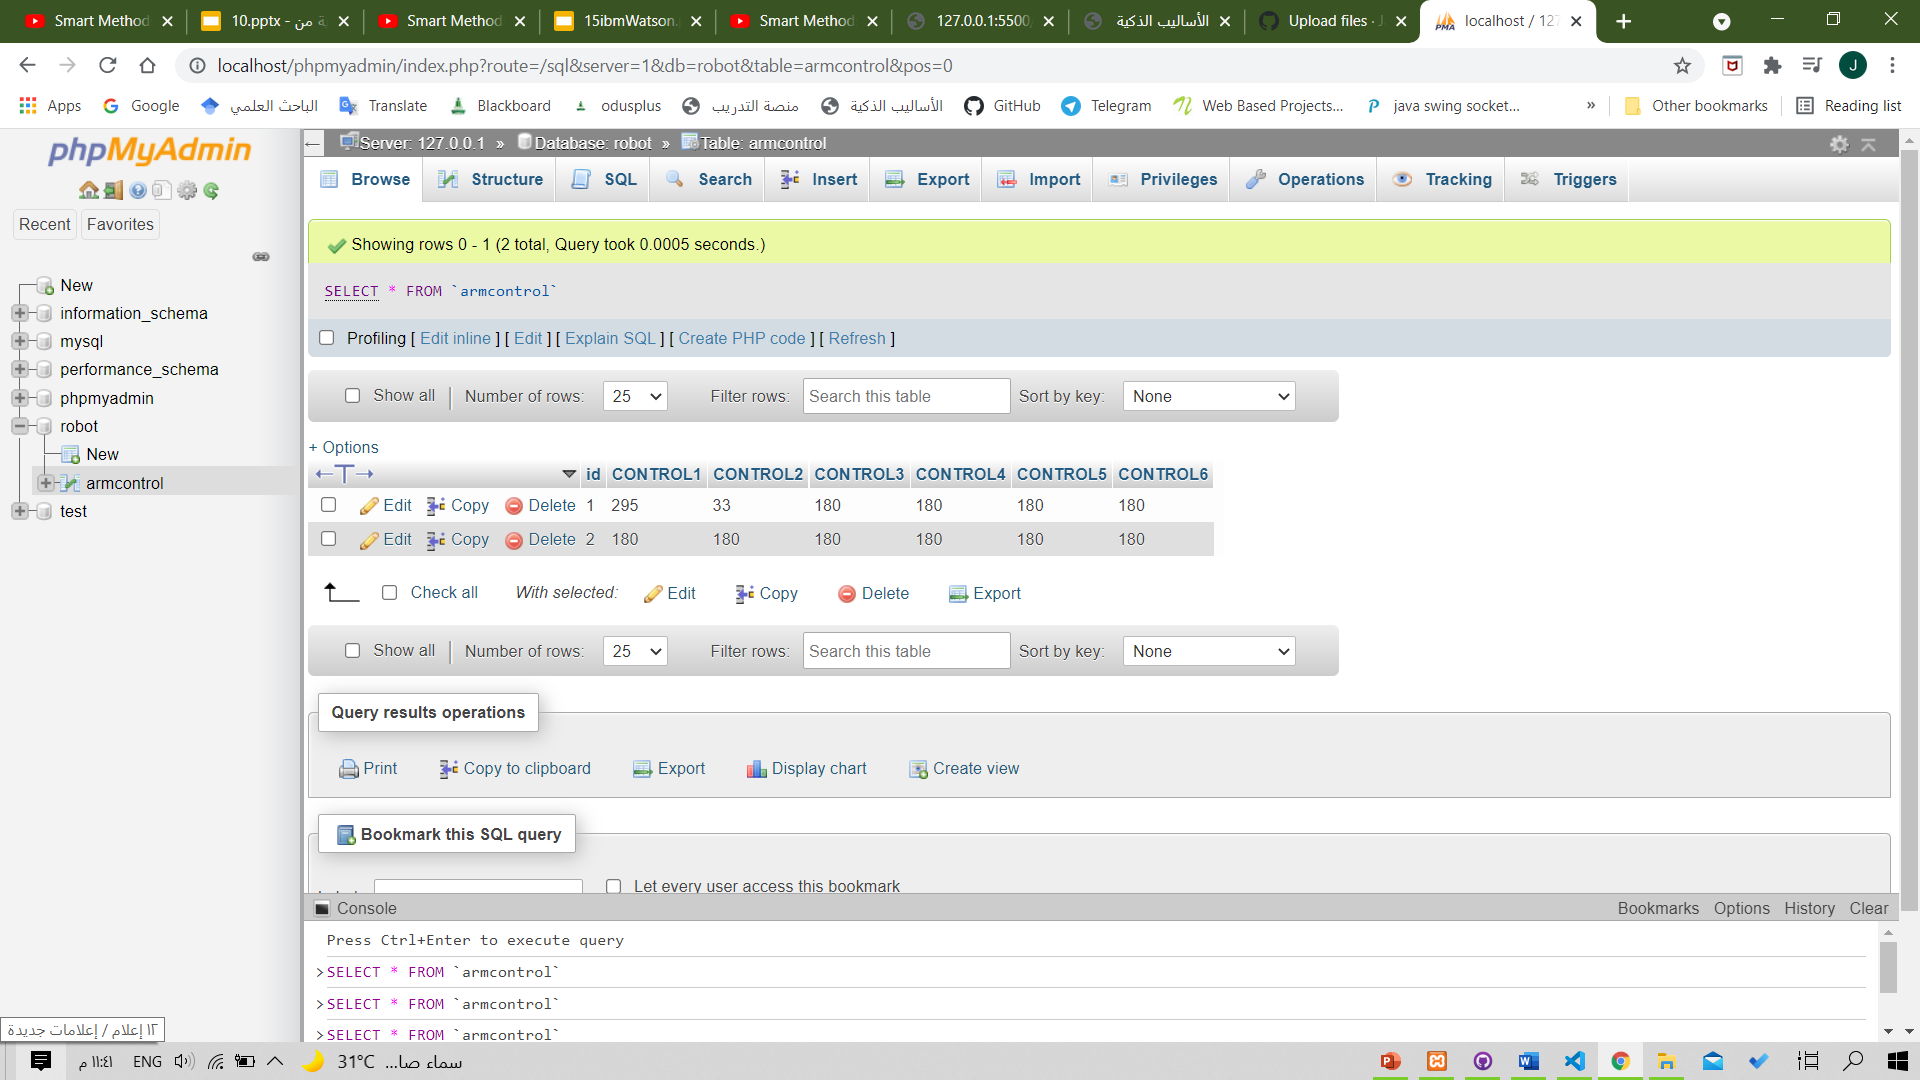 Smart Method
10.pptx - ة من
Smart Method
15ibmWatson.
Smart Method
127.0.0.1:5500
الأساليب الذكية
Upload files · J
localhost / 127
localhost/phpmyadmin/index.php?route=/sql&server=1&db=robot&table=armcontrol&pos=0
J
Apps
Google
الباحث العلمي
Translate
Blackboard
odusplus
منصة التدريب
الأساليب الذكية
GitHub
Telegram
Web Based Projects...
java swing socket...
»
Other bookmarks
Reading list
phpMyAdmin
Recent
Favorites
New
information_schema
mysql
performance_schema
phpmyadmin
robot
New
armcontrol
test
Server: 127.0.0.1 » Database: robot » Table: armcontrol
Browse Structure SQL Search Insert Export Import Privileges Operations Tracking Triggers
Showing rows 0 - 1 (2 total, Query took 0.0005 seconds.)
SELECT * FROM `armcontrol`
Profiling [ Edit inline ] [ Edit ] [ Explain SQL ] [ Create PHP code ] [ Refresh ]
Show all Number of rows: 25 Filter rows: Search this table Sort by key: None
+ Options
id CONTROL1 CONTROL2 CONTROL3 CONTROL4 CONTROL5 CONTROL6
Edit Copy Delete 1 295 33 180 180 180 180
Edit Copy Delete 2 180 180 180 180 180 180
Check all With selected: Edit Copy Delete Export
Show all Number of rows: 25 Filter rows: Search this table Sort by key: None
Query results operations
Print Copy to clipboard Export Display chart Create view
Bookmark this SQL query
Let every user access this bookmark
Console
Bookmarks Options History Clear
Press Ctrl+Enter to execute query
>SELECT * FROM `armcontrol`
>SELECT * FROM `armcontrol`
>SELECT * FROM `armcontrol`
١٢ إعلام / إعلامات جديدة
١١:٤١ م
ENG
31°C
سماء صا...